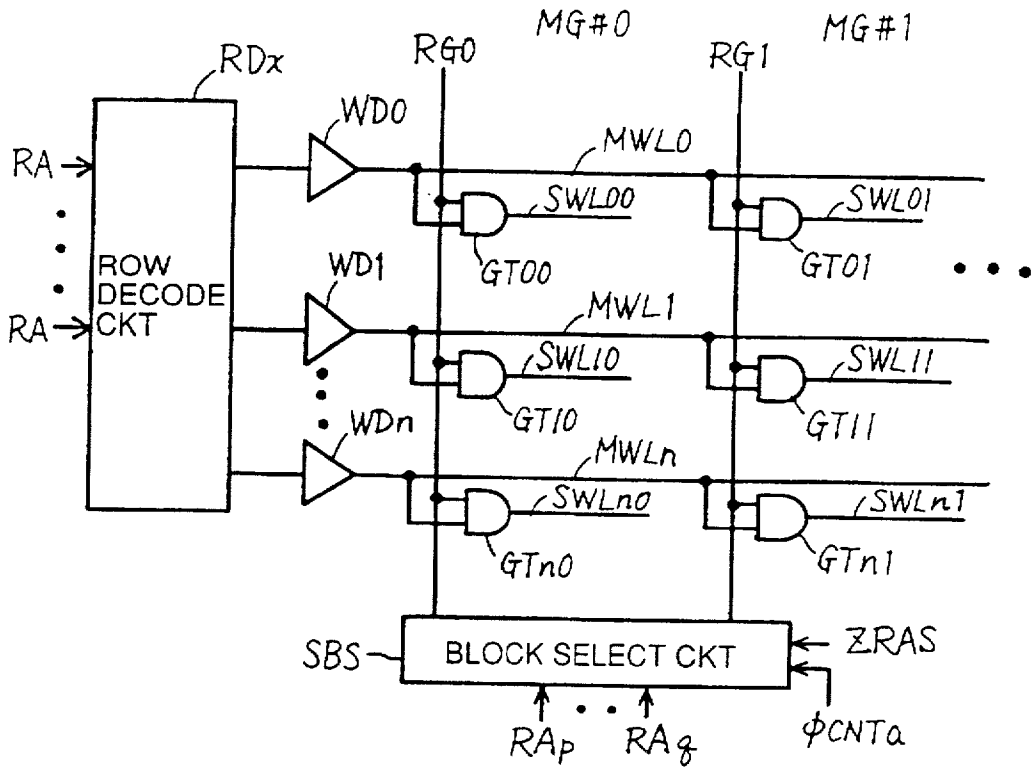 MG#0
MG#1
RG0
RG1
RDx
WD0
MWL0
RA
SWL00
SWL01
GT00
GT01
ROW
DECODE
CKT
WD1
MWL1
RA
SWL10
SWL11
GT10
GT11
WDn
MWLn
SWLn0
SWLn1
GTn0
GTn1
SBS
BLOCK SELECT CKT
ZRAS
RAp
RAq
φCNTa